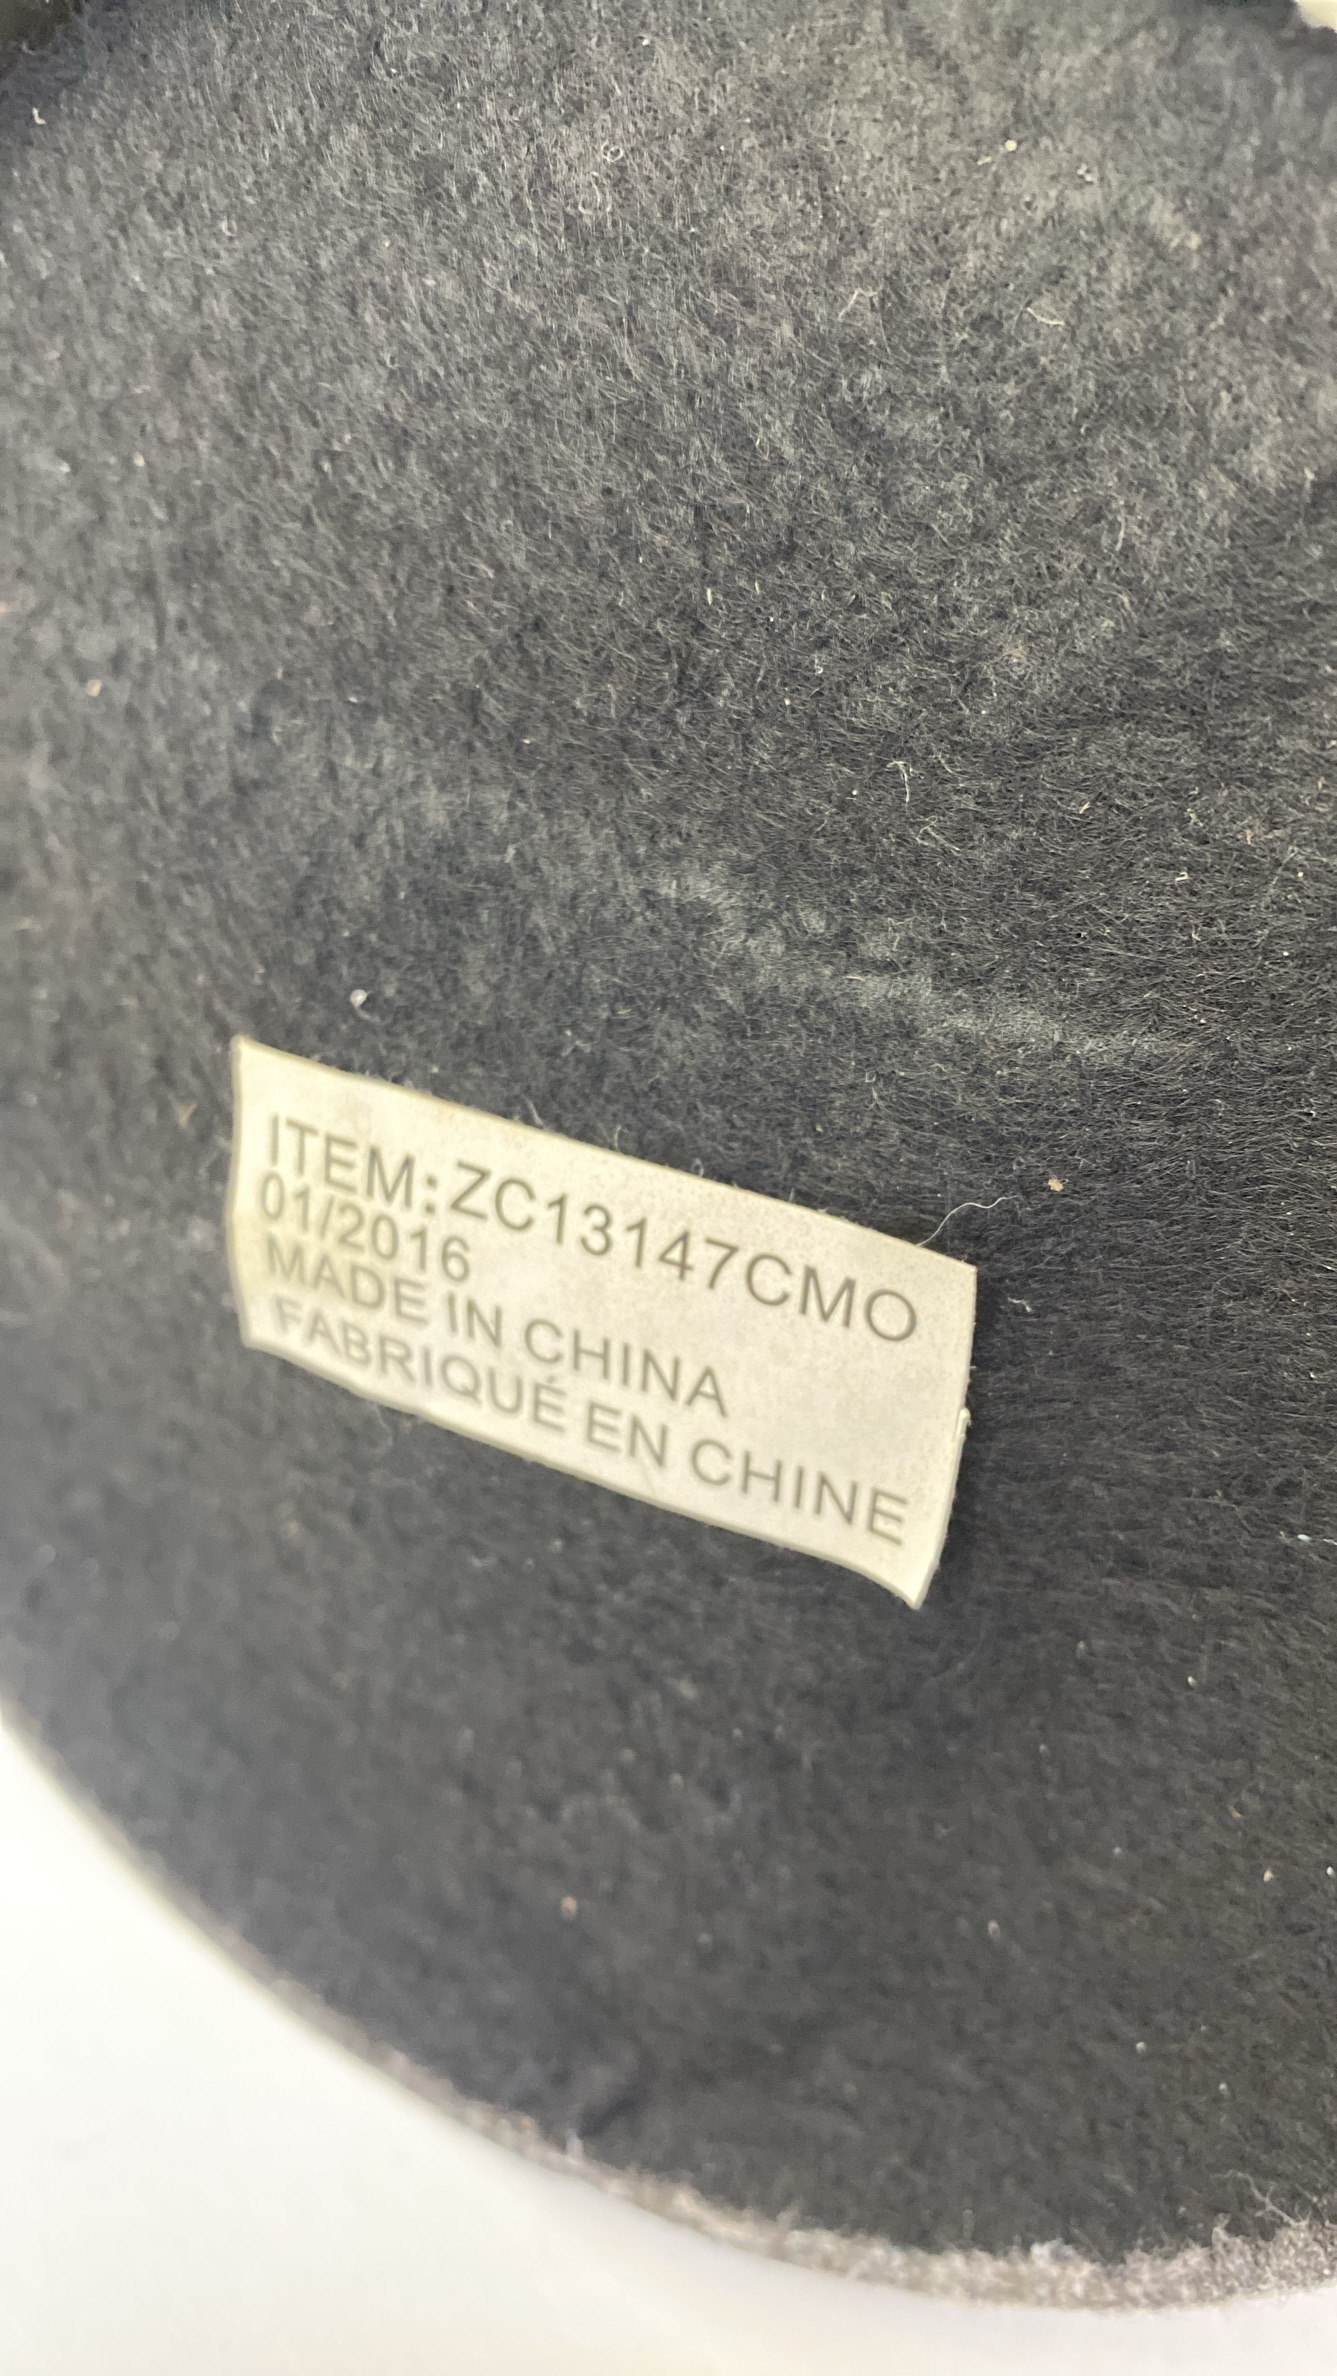 ITEM:ZC13147CMO
01/2016
MADE IN CHINA
FABRIQUÉ EN CHINE